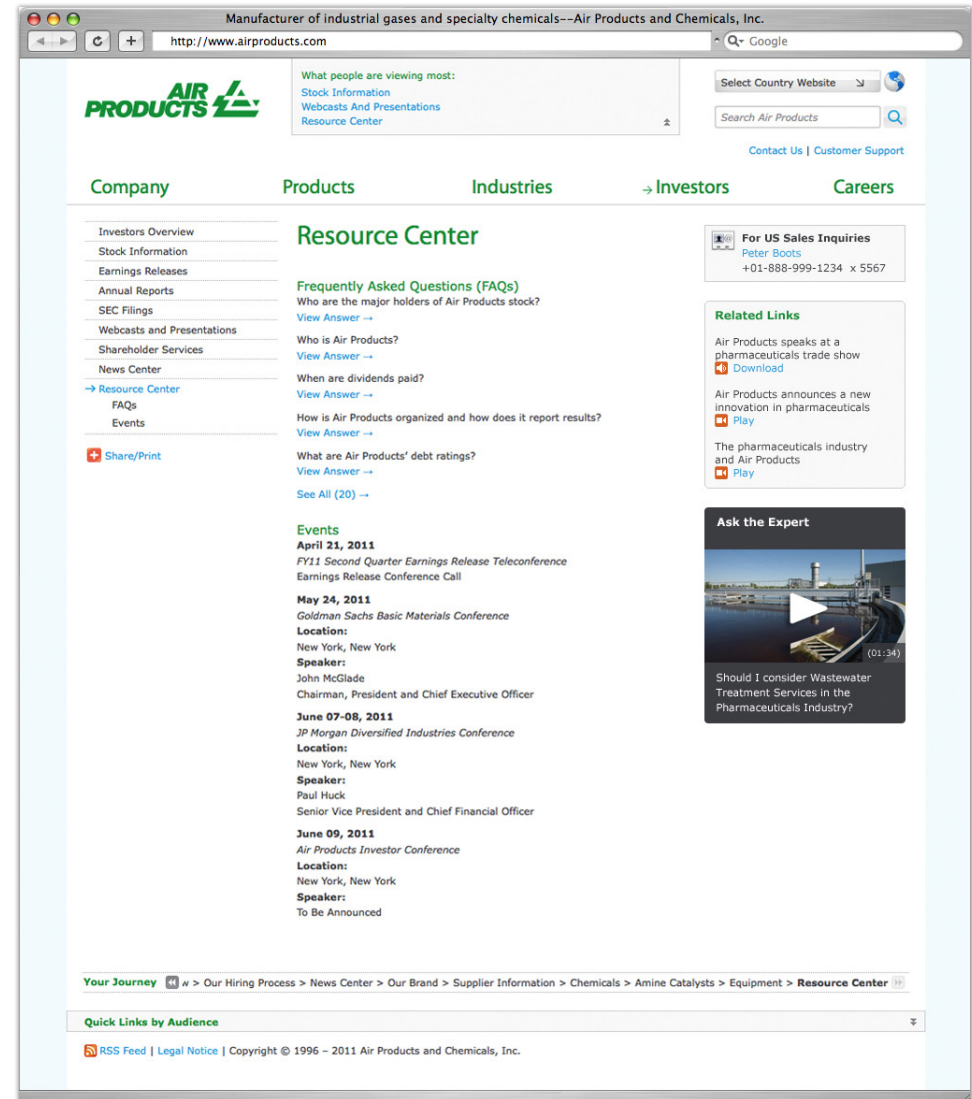 Manufacturer of industrial gases and specialty chemicals--Air Products and Chemicals, Inc.
http://www.airproducts.com
Google
AIR
PRODUCTS
What people are viewing most:
Stock Information
Webcasts And Presentations
Resource Center
Select Country Website
Search Air Products
Contact Us | Customer Support
Company
Products
Industries
→ Investors
Careers
Investors Overview
Stock Information
Earnings Releases
Annual Reports
SEC Filings
Webcasts and Presentations
Shareholder Services
News Center
→ Resource Center
FAQs
Events
Share/Print
Resource Center
Frequently Asked Questions (FAQs)
Who are the major holders of Air Products stock?
View Answer →
Who is Air Products?
View Answer →
When are dividends paid?
View Answer →
How is Air Products organized and how does it report results?
View Answer →
What are Air Products' debt ratings?
View Answer →
See All (20) →
Events
April 21, 2011
FY11 Second Quarter Earnings Release Teleconference
Earnings Release Conference Call
May 24, 2011
Goldman Sachs Basic Materials Conference
Location:
New York, New York
Speaker:
John McGlade
Chairman, President and Chief Executive Officer
June 07-08, 2011
JP Morgan Diversified Industries Conference
Location:
New York, New York
Speaker:
Paul Huck
Senior Vice President and Chief Financial Officer
June 09, 2011
Air Products Investor Conference
Location:
New York, New York
Speaker:
To Be Announced
For US Sales Inquiries
Peter Boots
+01-888-999-1234 x 5567
Related Links
Air Products speaks at a
pharmaceuticals trade show
Download
Air Products announces a new
innovation in pharmaceuticals
Play
The pharmaceuticals industry
and Air Products
Play
Ask the Expert
(01:34)
Should I consider Wastewater
Treatment Services in the
Pharmaceuticals Industry?
Your Journey N > Our Hiring Process > News Center > Our Brand > Supplier Information > Chemicals > Amine Catalysts > Equipment > Resource Center
Quick Links by Audience
RSS Feed | Legal Notice | Copyright © 1996 – 2011 Air Products and Chemicals, Inc.